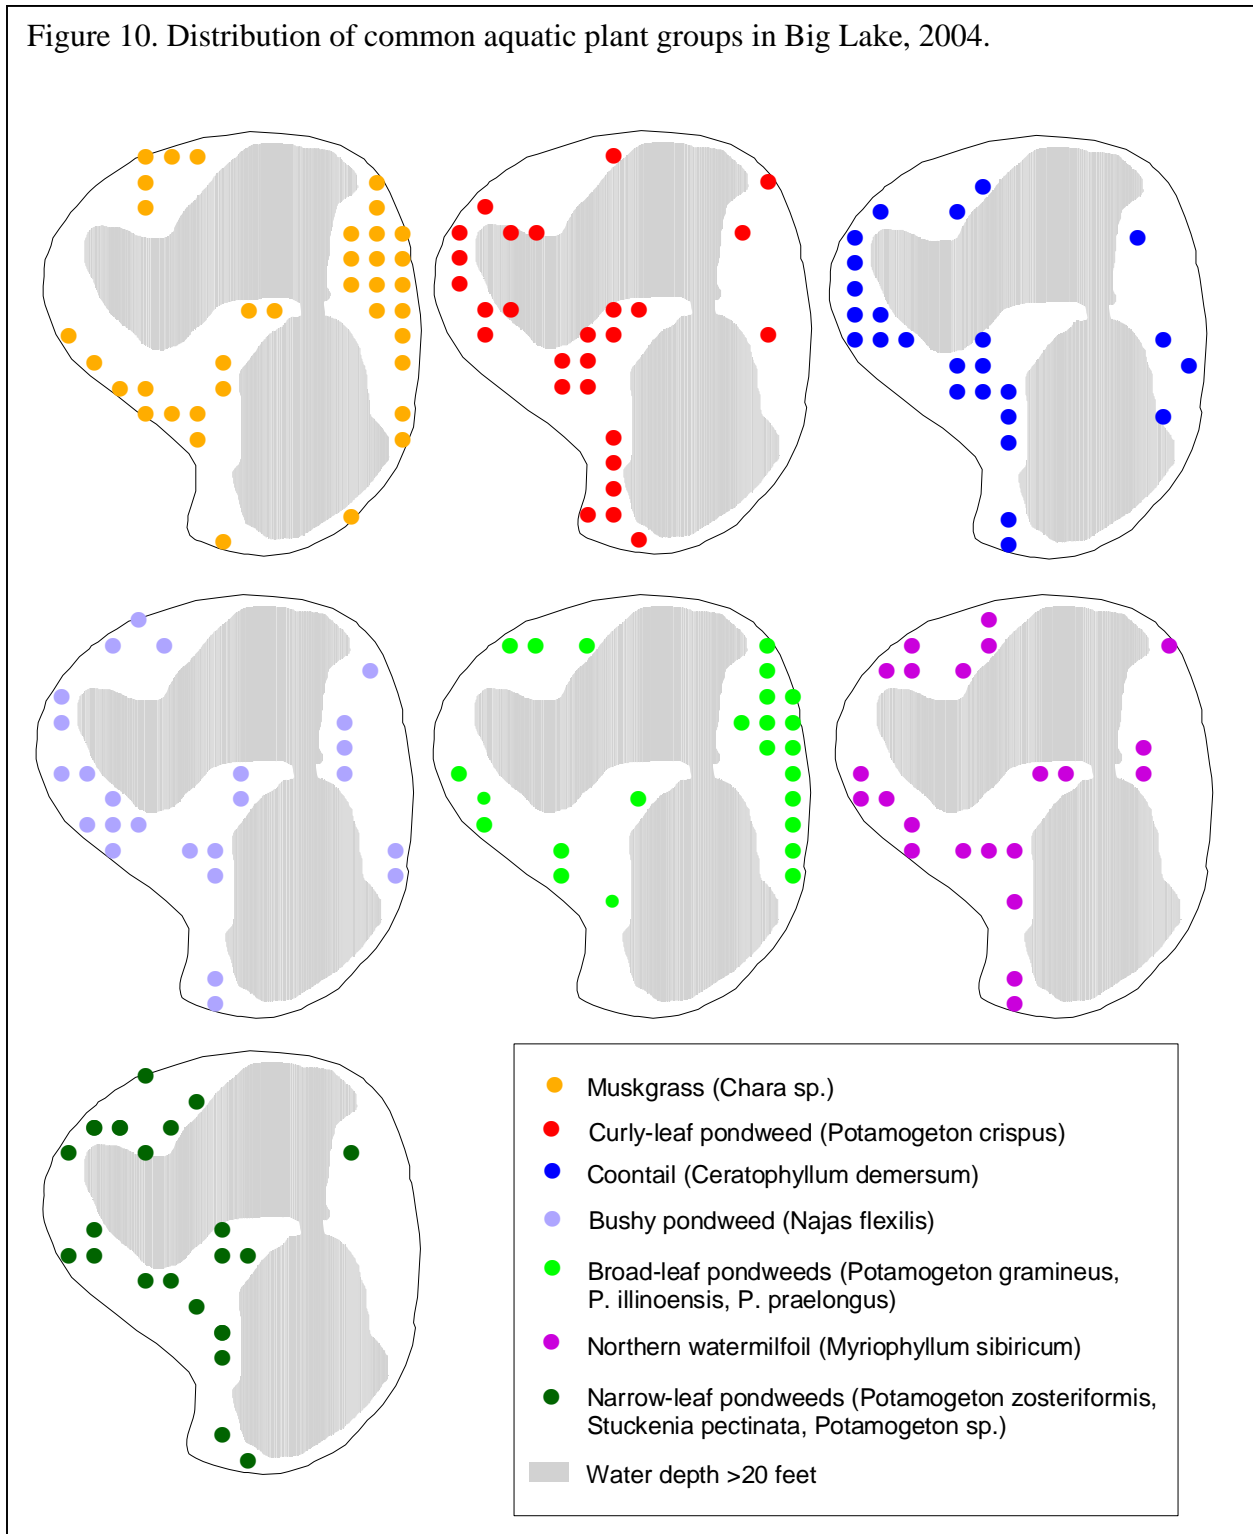 Figure 10. Distribution of common aquatic plant groups in Big Lake, 2004.
Muskgrass (Chara sp.)
Curly-leaf pondweed (Potamogeton crispus)
Coontail (Ceratophyllum demersum)
Bushy pondweed (Najas flexilis)
Broad-leaf pondweeds (Potamogeton gramineus,
P. illinoensis, P. praelongus)
Northern watermilfoil (Myriophyllum sibiricum)
Narrow-leaf pondweeds (Potamogeton zosteriformis,
Stuckenia pectinata, Potamogeton sp.)
Water depth >20 feet